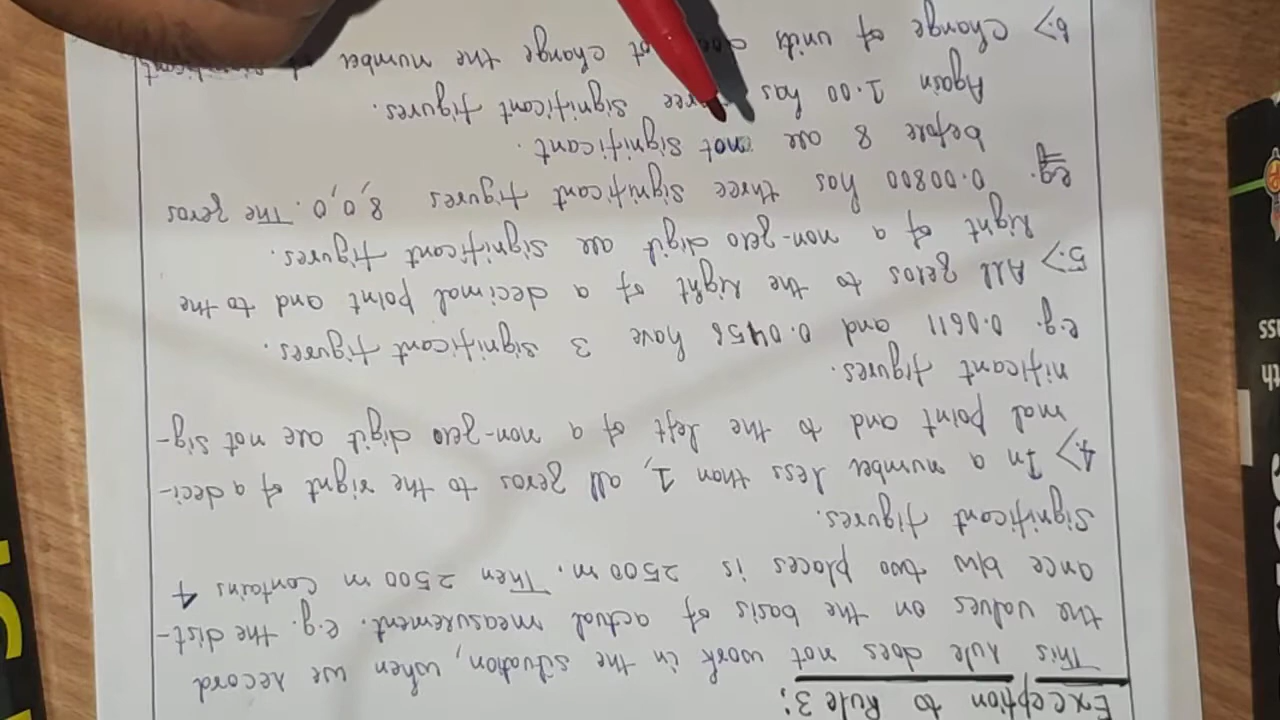 Exception to Rule 3:
This rule does not work in the situation, when we record
the values on the basis of actual measurement. e.g. the dist-
ance b/w two places is 2500 m. Then 2500 m contains 4
Significant figures.
4.> In a number less than 1, all zeros to the right of a deci-
mal point and to the left of a non-zero digit are not sig-
nificant figures.
e.g. 0.0611 and 0.0456 have 3 significant figures.
5.> All zeros to the right of a decimal point and to the
right of a non-zero digit are significant figures.
eg. 0.00800 has three significant figures 8,0,0. The zeros
before 8 are not significant.
Again 1.00 has three significant figures.
6.> Change of units does not change the number